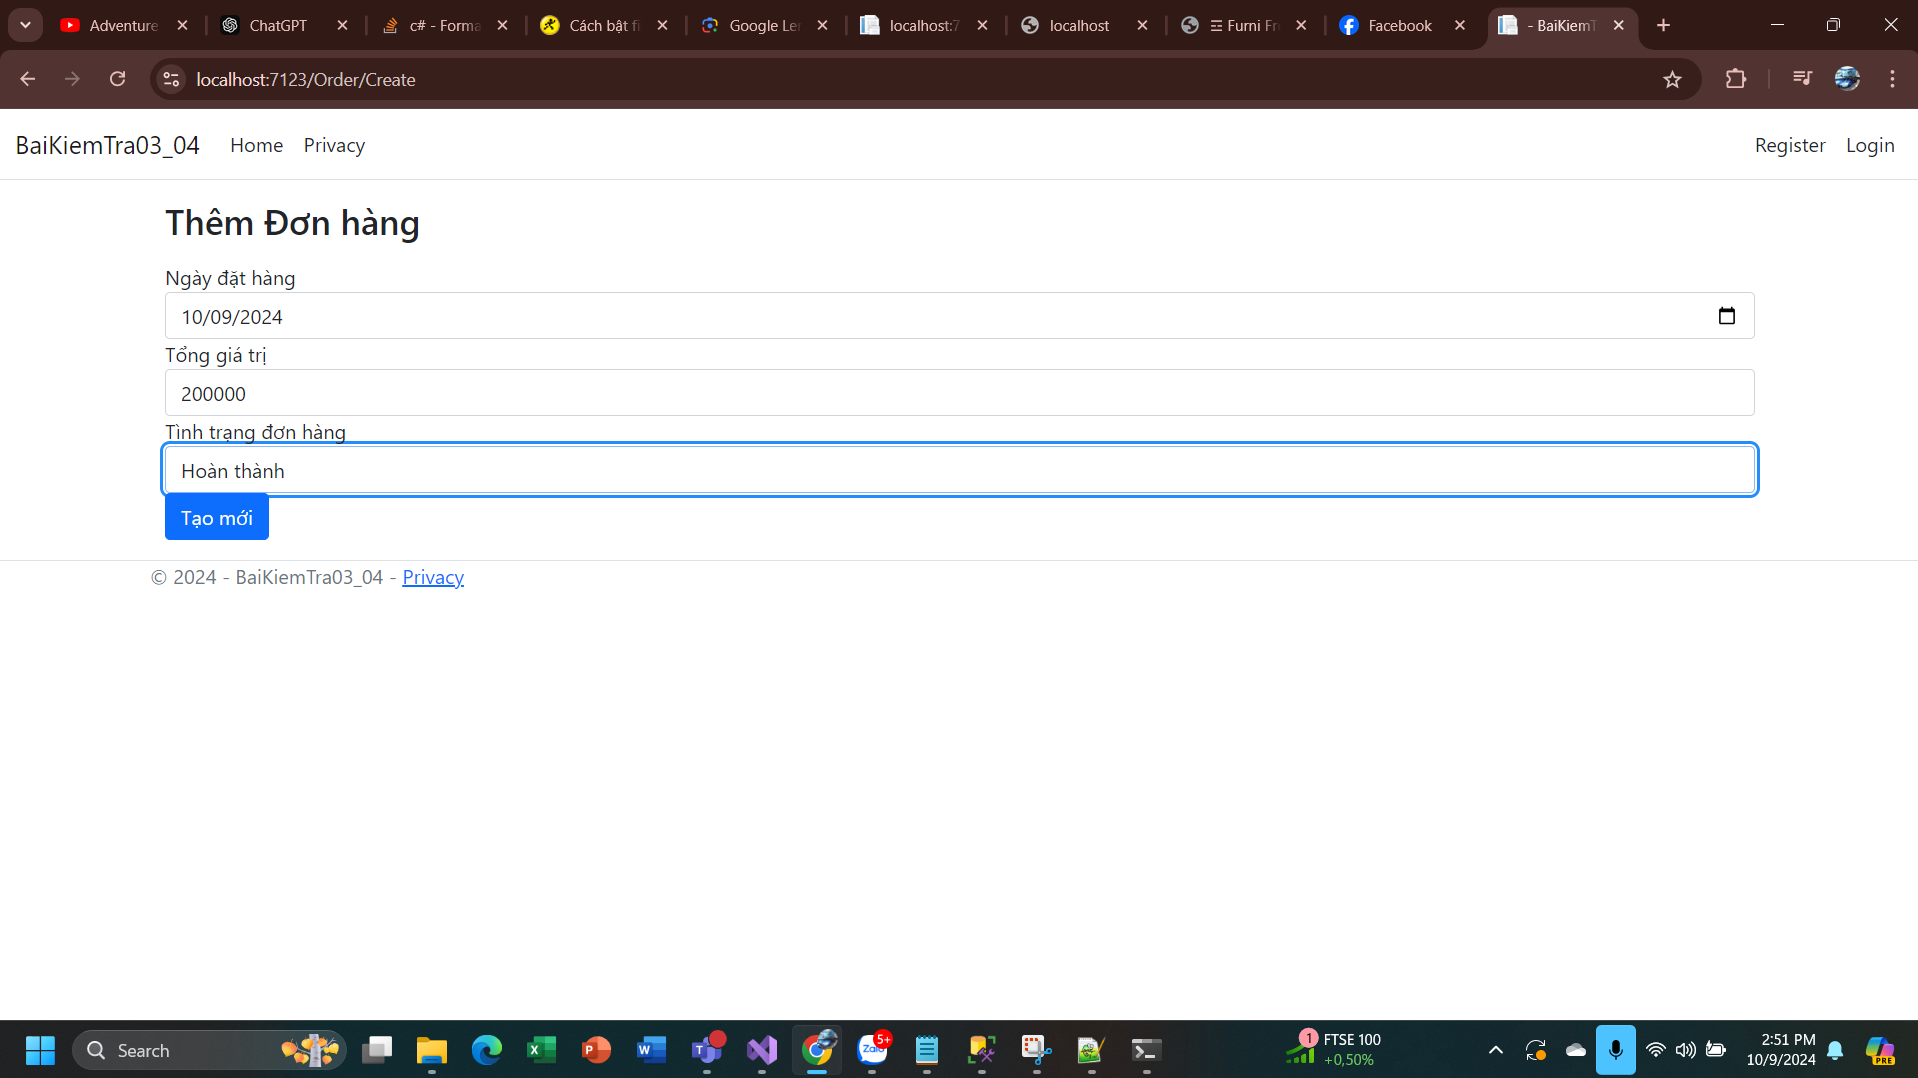 Adventure
ChatGPT
c# - Forma
Cách bật fi
Google Le
localhost:7
localhost
Furni Fr
Facebook
- BaiKiemT
localhost:7123/Order/Create
BaiKiemTra03_04 Home Privacy Register Login
Thêm Đơn hàng
Ngày đặt hàng
10/09/2024
Tổng giá trị
200000
Tình trạng đơn hàng
Hoàn thành
Tạo mới
© 2024 - BaiKiemTra03_04 - Privacy
Search
Zalo
5+
1
FTSE 100
+0,50%
2:51 PM
10/9/2024
PRE